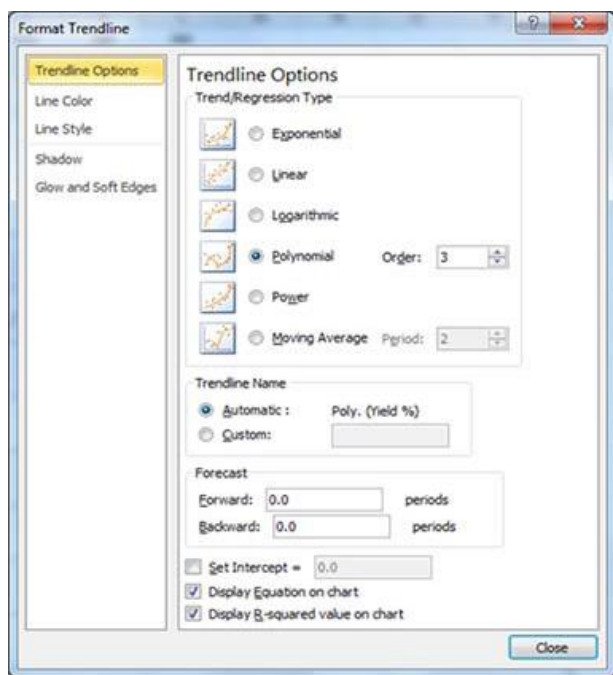 Format Trendline
Trendline Options
Line Color
Line Style
Shadow
Glow and Soft Edges
Trendline Options
Trend/Regression Type
Exponential
Linear
Logarithmic
Polynomial Order: 3
Power
Moving Average Period: 2
Trendline Name
Automatic : Poly. (Yield %)
Custom:
Forecast
Forward: 0.0 periods
Backward: 0.0 periods
Set Intercept = 0.0
Display Equation on chart
Display R-squared value on chart
Close